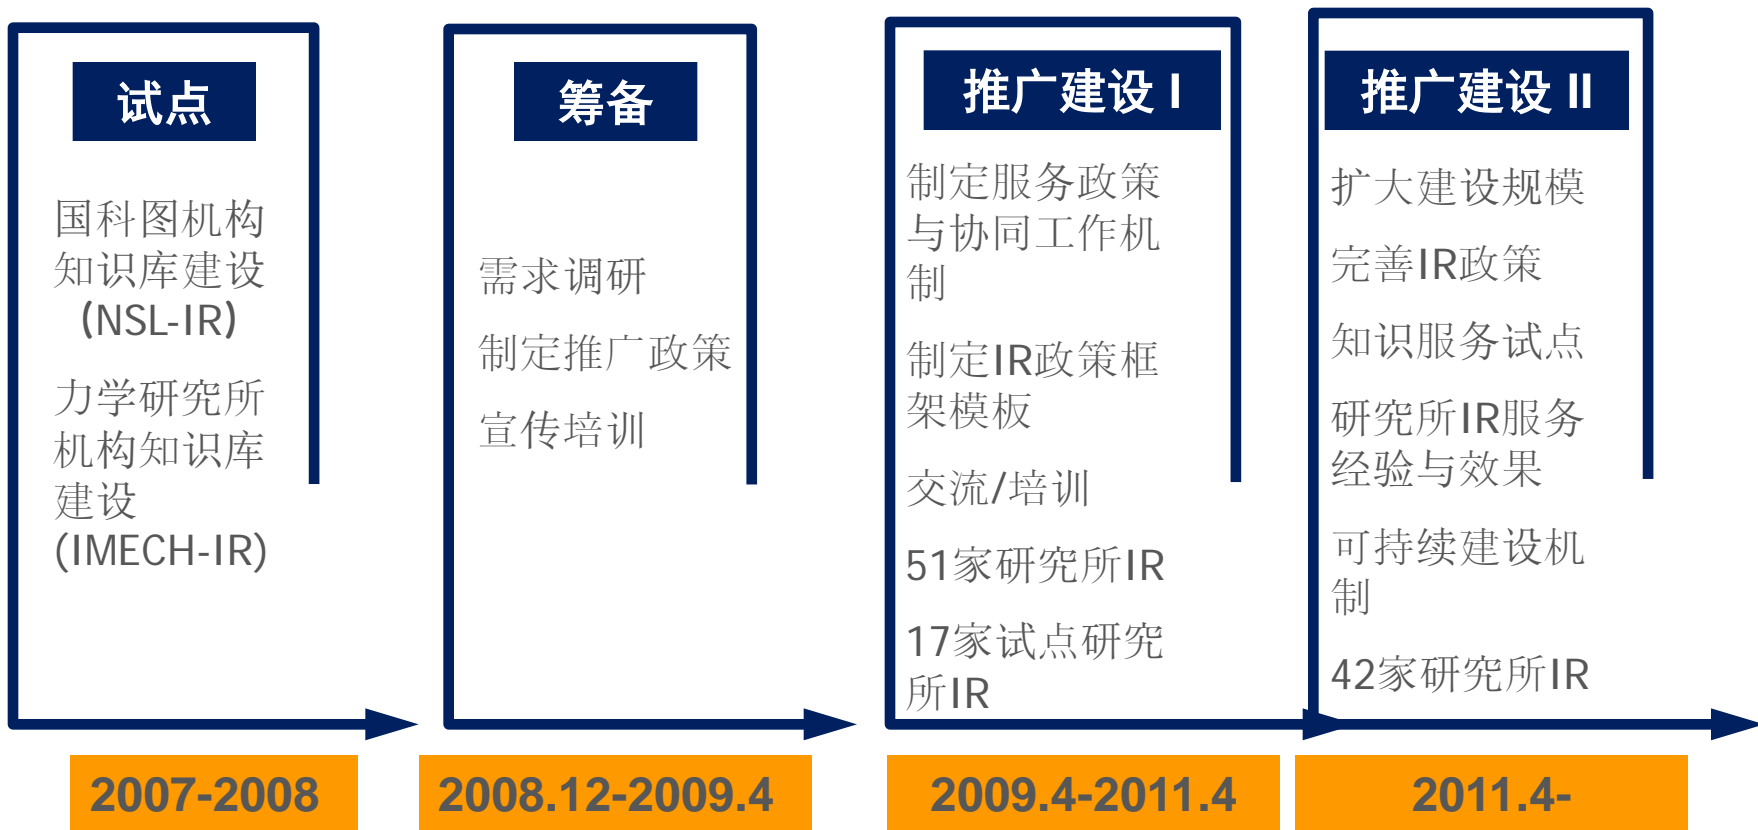 试点
国科图机构
知识库建设
(NSL-IR)
力学研究所
机构知识库
建设
(IMECH-IR)
2007-2008
筹备
需求调研
制定推广政策
宣传培训
2008.12-2009.4
推广建设 I
制定服务政策
与协同工作机
制
制定IR政策框
架模板
交流/培训
51家研究所IR
17家试点研究
所IR
2009.4-2011.4
推广建设 II
扩大建设规模
完善IR政策
知识服务试点
研究所IR服务
经验与效果
可持续建设机
制
42家研究所IR
2011.4-